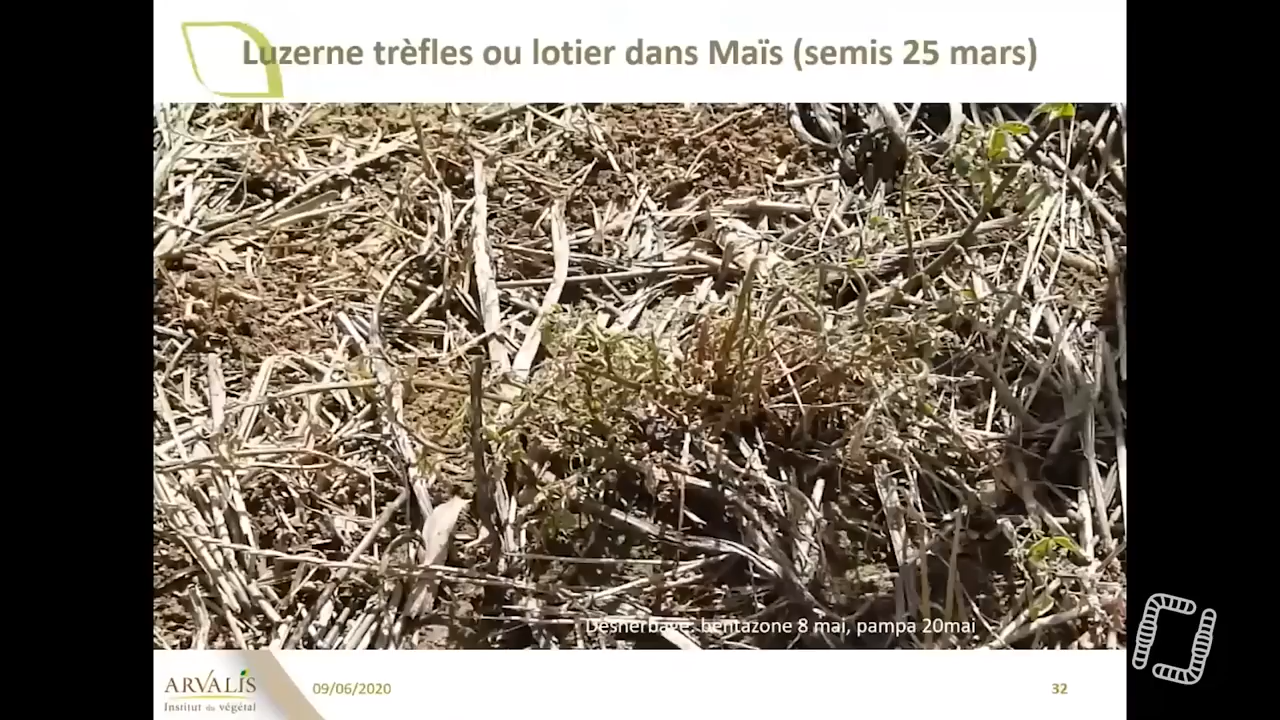 Luzerne trèfles ou lotier dans Maïs (semis 25 mars)
Désherbage: bentazone 8 mai, pampa 20mai
ARVALIS
Institut du végétal
09/06/2020
32